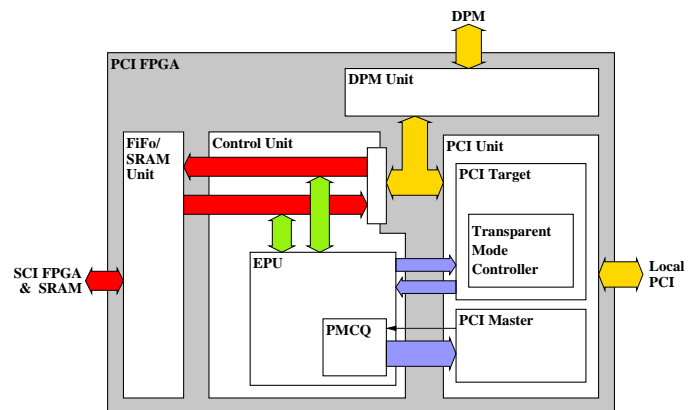 DPM
PCI FPGA
DPM Unit
FiFo/
SRAM
Unit
Control Unit
PCI Unit
PCI Target
Transparent
Mode
Controller
EPU
SCI FPGA
& SRAM
Local
PCI
PMCQ
PCI Master